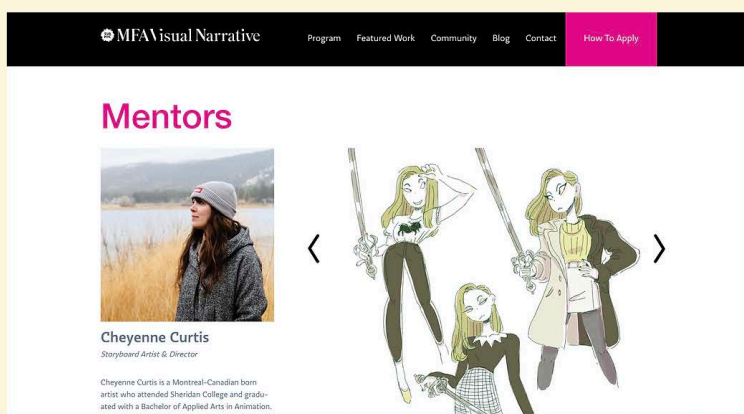 MFA Visual Narrative
Program Featured Work Community Blog Contact How To Apply
Mentors
Cheyenne Curtis
Storyboard Artist & Director
Cheyenne Curtis is a Montreal-Canadian born
artist who attended Sheridan College and gradu-
ated with a Bachelor of Applied Arts in Animation.